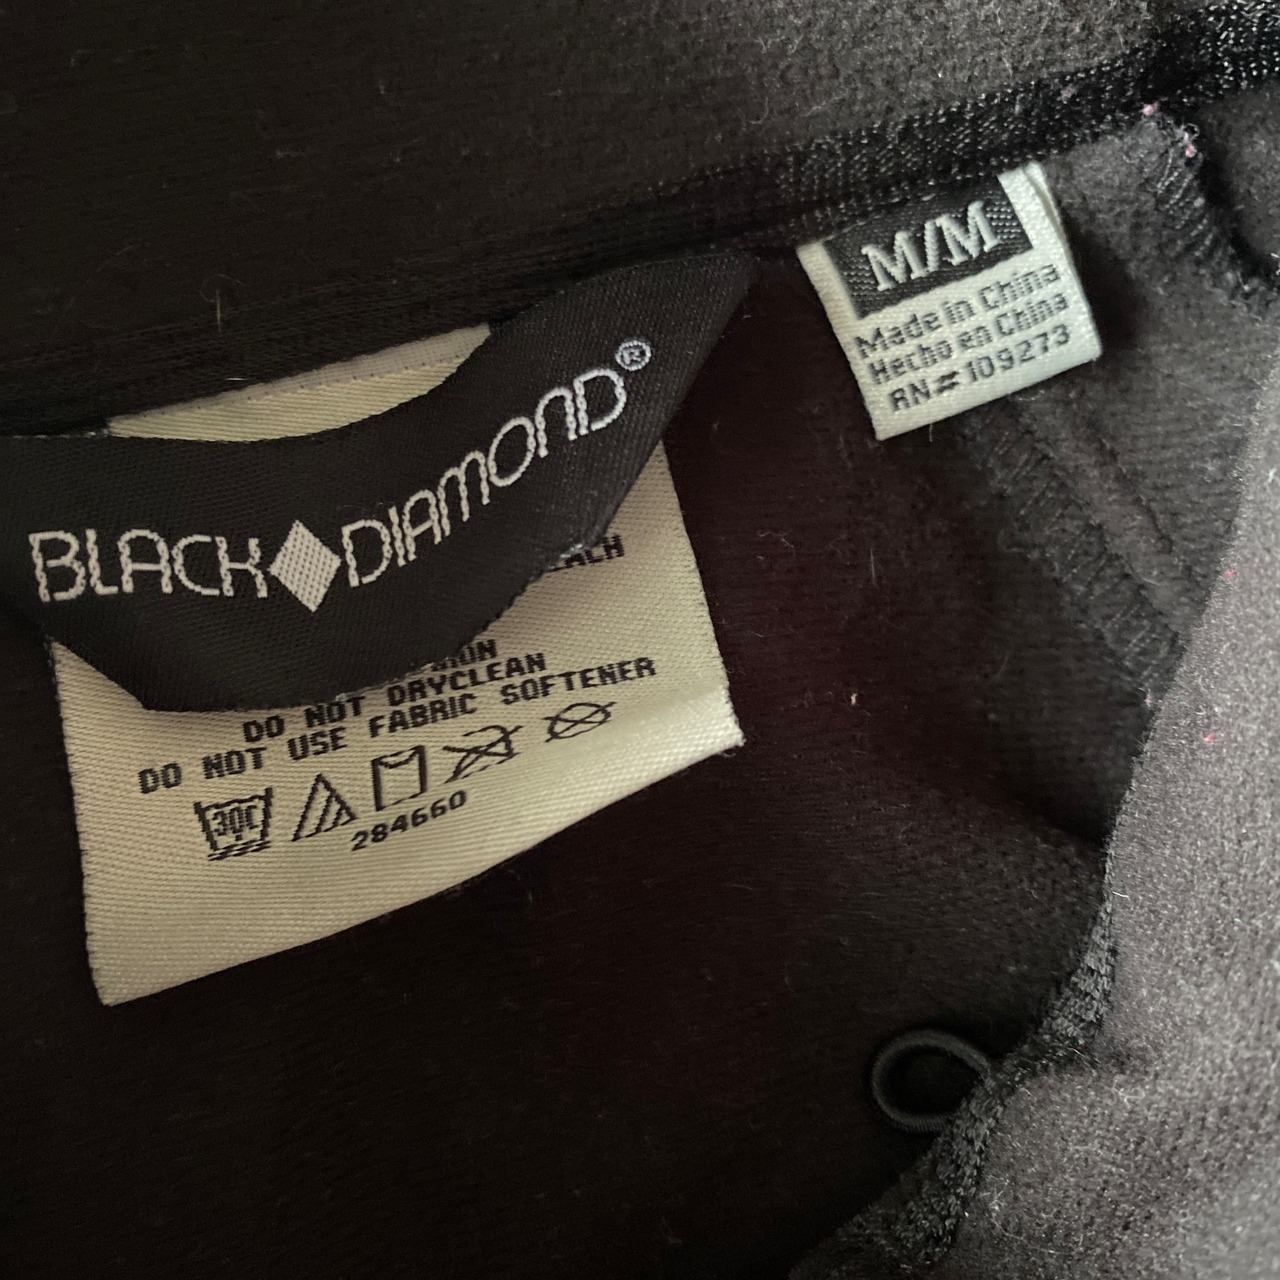 M/M
Made in China
Hecho en China
RN# 109273
BLACK DIAMOND®
DO NOT DRYCLEAN
DO NOT USE FABRIC SOFTENER
30C
284660